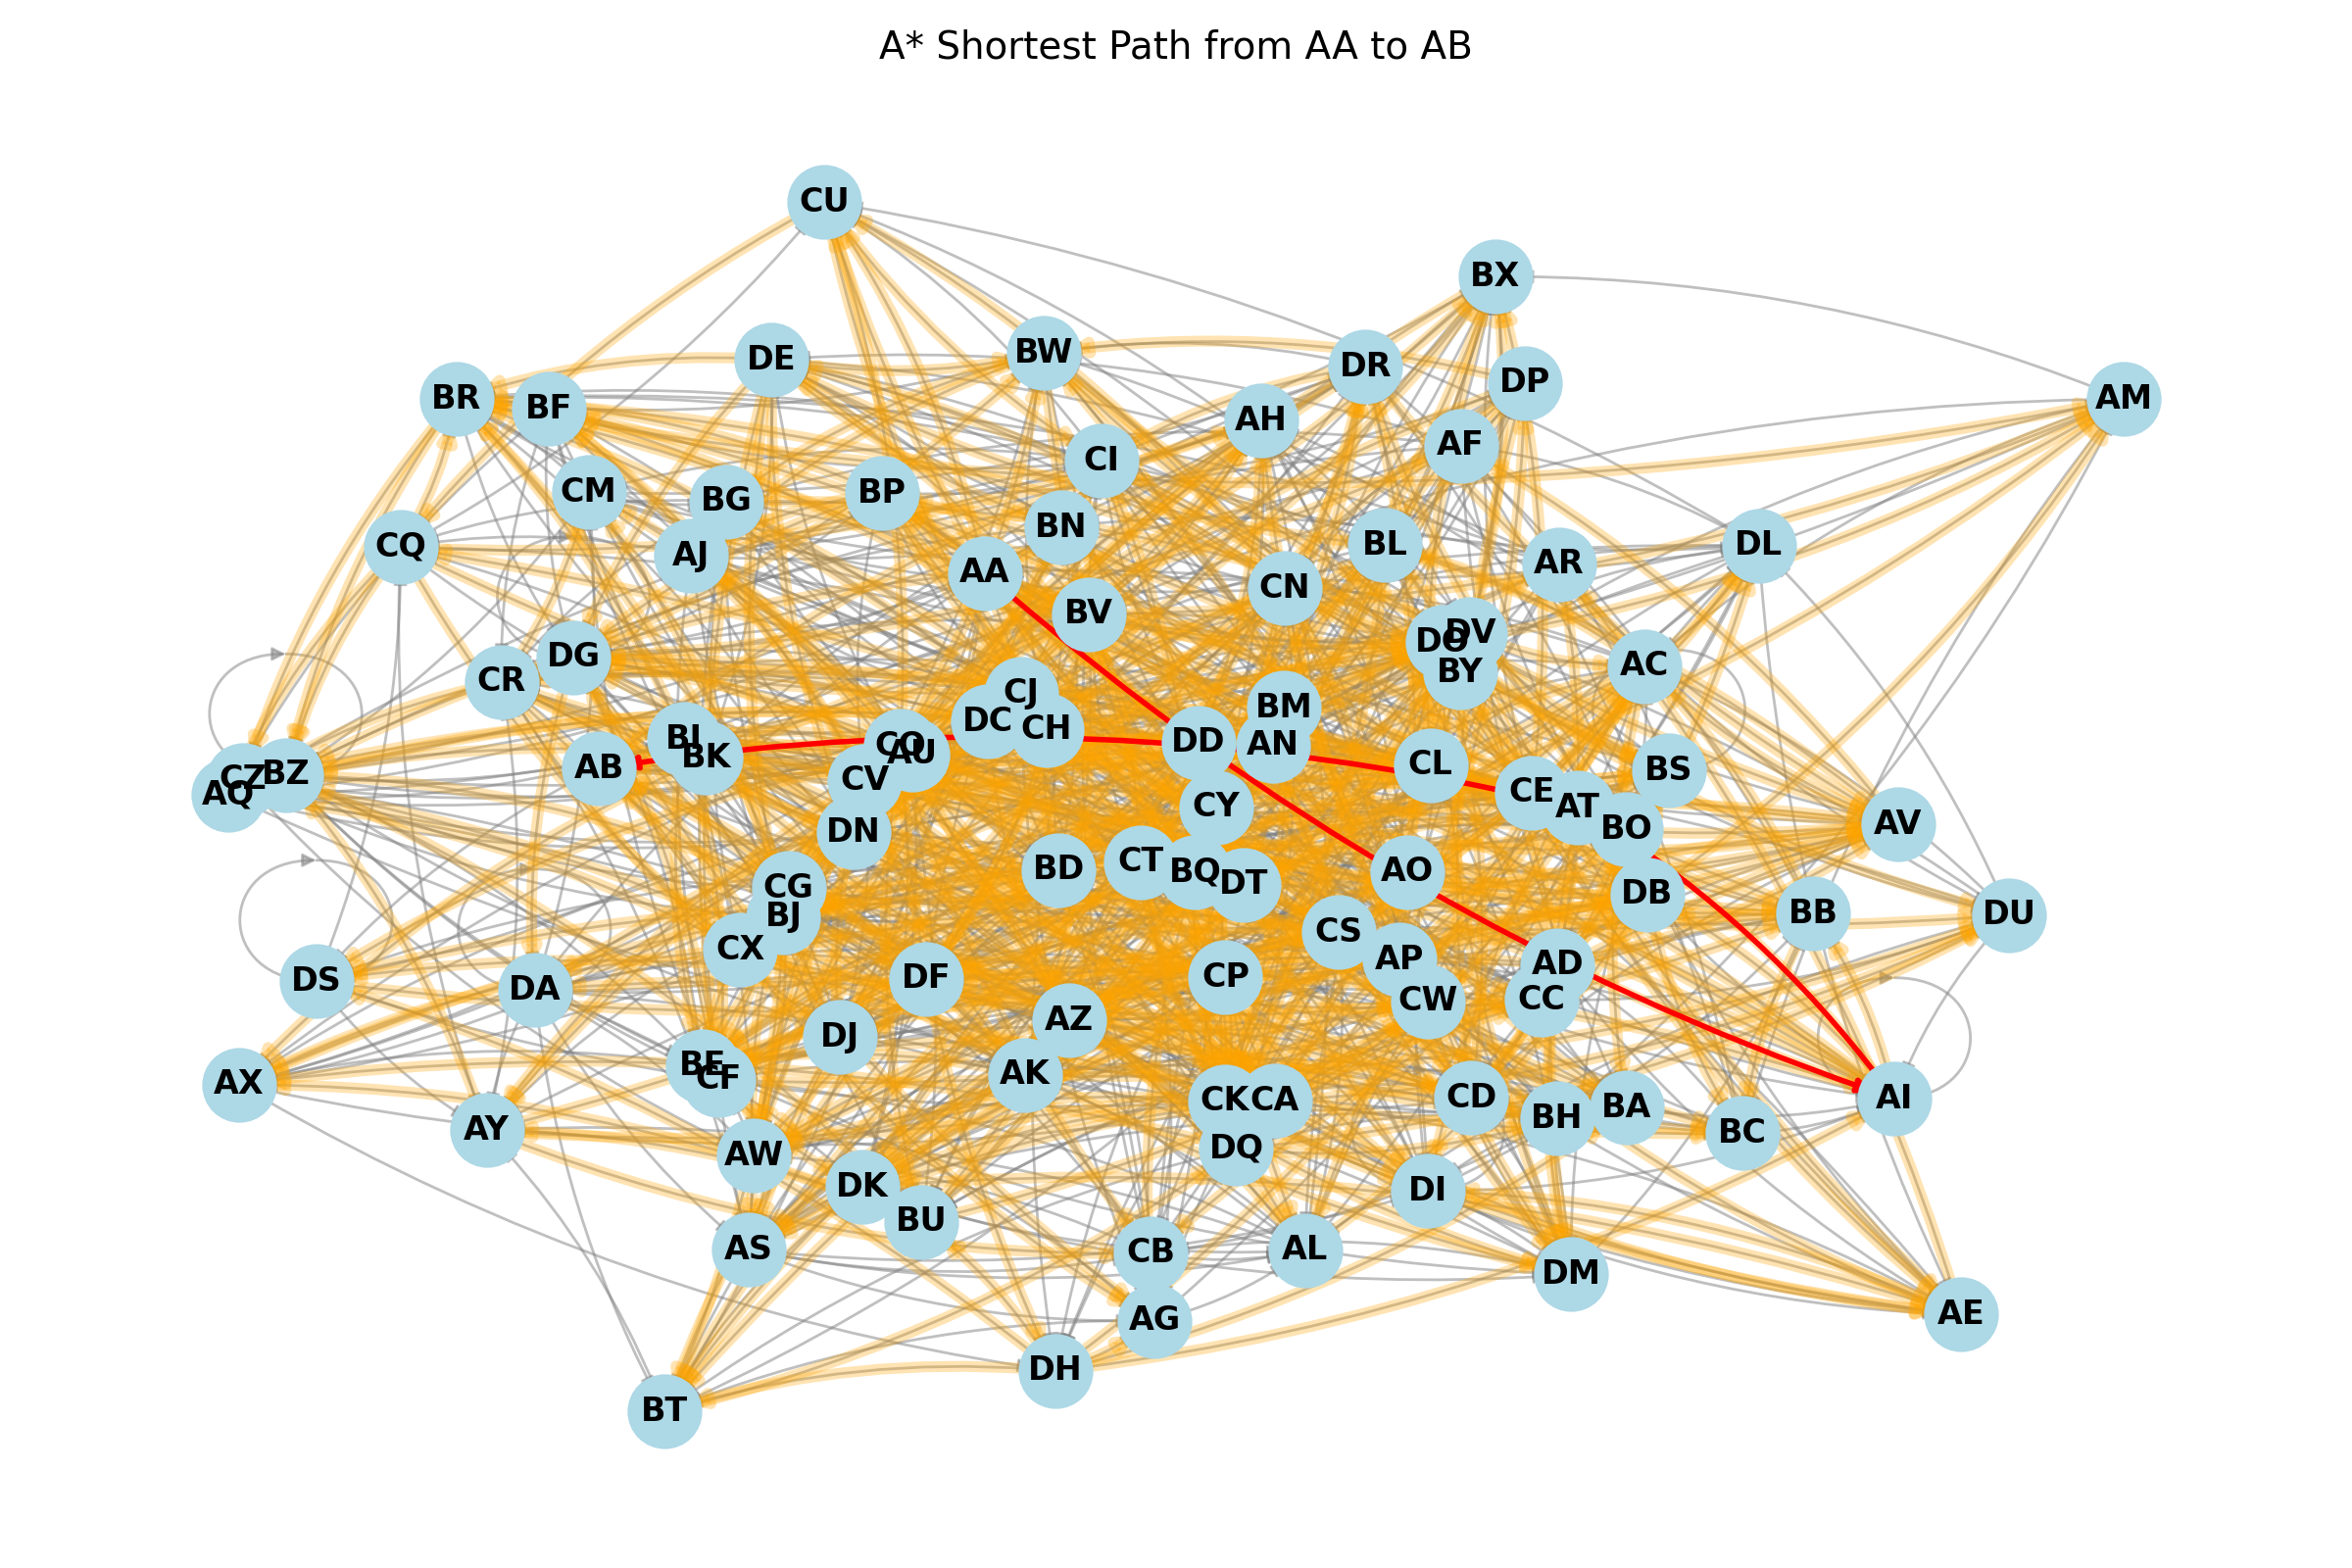 A* Shortest Path from AA to AB
CU
BX
BW
DE
DR
DP
BR
BF
AM
AH
AF
CI
CM
BG
BP
BN
CQ
AJ
BL
DL
AR
AA
CN
BV
DG
CR
DO
DV
BY
AC
CJ
DC
CH
BM
BI
BK
AB
CO
AU
CV
DD
AN
CL
BS
CZ
BZ
AQ
CE
AT
BO
CY
AV
DN
BD
CT
BQ
DT
AO
CG
BJ
DB
BB
DU
CX
CS
AP
AD
DS
DA
DF
CP
CW
CC
DJ
AZ
BE
CF
AK
AX
CK
CA
CD
BH
BA
AI
AY
BC
AW
DQ
DK
DI
BU
AS
CB
AL
DM
AG
AE
DH
BT